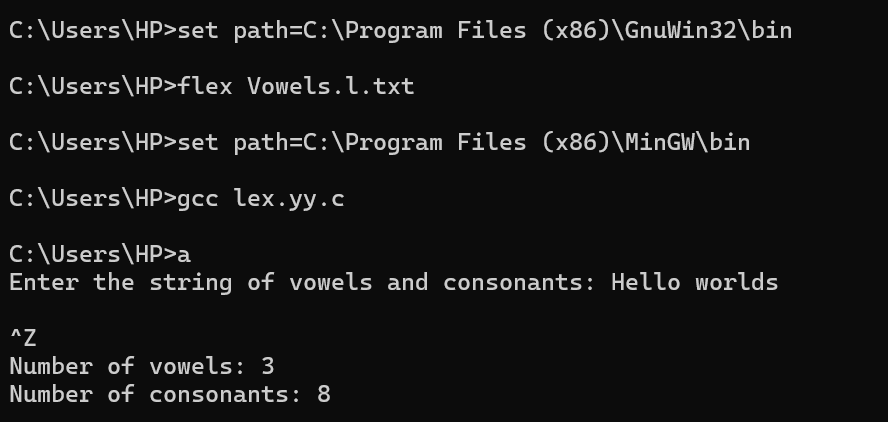 C:\Users\HP>set path=C:\Program Files (x86)\GnuWin32\bin
C:\Users\HP>flex Vowels.l.txt
C:\Users\HP>set path=C:\Program Files (x86)\MinGW\bin
C:\Users\HP>gcc lex.yy.c
C:\Users\HP>a
Enter the string of vowels and consonants: Hello worlds
^Z
Number of vowels: 3
Number of consonants: 8